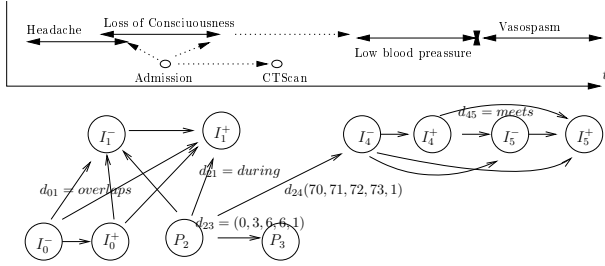 Headache
Loss of Consciuousness
Vasospasm
Low blood preassure
Admission
CTScan
t
I₁⁻ I₁⁺ I₄⁻ I₄⁺ I₅⁻ I₅⁺
d₄₅ = meets
d₂₁ = during
d₀₁ = overlaps
d₂₄(70, 71, 72, 73, 1)
d₂₃ = (0, 3, 6, 6, 1)
I₀⁻ I₀⁺ P₂ P₃